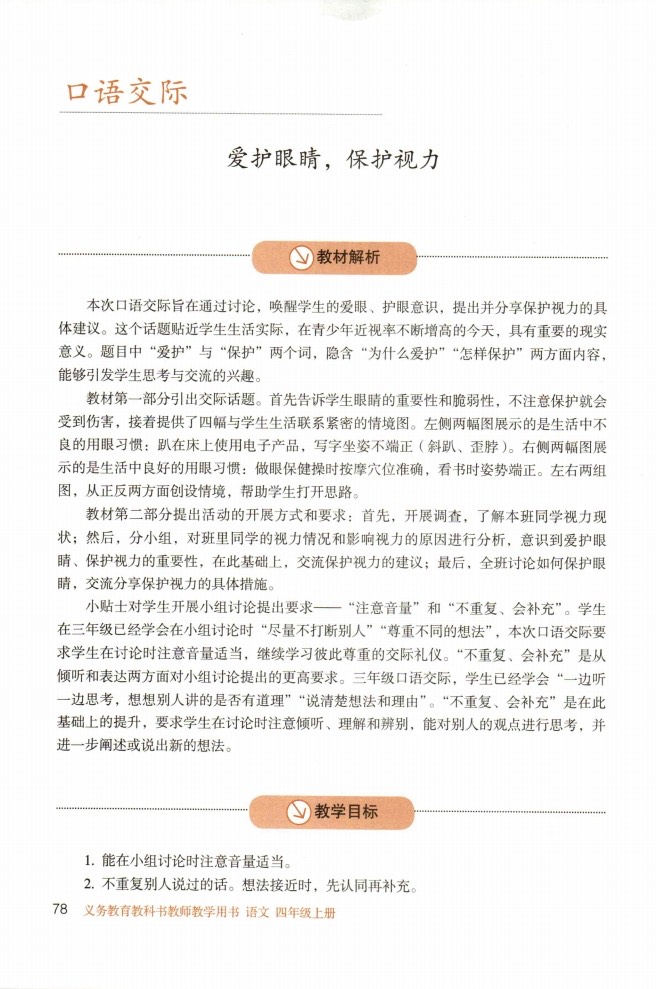 口语交际
爱护眼睛，保护视力
教材解析
本次口语交际旨在通过讨论，唤醒学生的爱眼、护眼意识，提出并分享保护视力的具
体建议。这个话题贴近学生生活实际，在青少年近视率不断增高的今天，具有重要的现实
意义。题目中“爱护”与“保护”两个词，隐含“为什么爱护”“怎样保护”两方面内容，
能够引发学生思考与交流的兴趣。
教材第一部分引出交际话题。首先告诉学生眼睛的重要性和脆弱性，不注意保护就会
受到伤害，接着提供了四幅与学生生活联系紧密的情境图。左侧两幅图展示的是生活中不
良的用眼习惯：趴在床上使用电子产品，写字坐姿不端正（斜趴、歪脖）。右侧两幅图展
示的是生活中良好的用眼习惯：做眼保健操时按摩穴位准确，看书时姿势端正。左右两组
图，从正反两方面创设情境，帮助学生打开思路。
教材第二部分提出活动的开展方式和要求：首先，开展调查，了解本班同学视力现
状；然后，分小组，对班里同学的视力情况和影响视力的原因进行分析，意识到爱护眼
睛、保护视力的重要性，在此基础上，交流保护视力的建议；最后，全班讨论如何保护眼
睛，交流分享保护视力的具体措施。
小贴士对学生开展小组讨论提出要求——“注意音量”和“不重复、会补充”。学生
在三年级已经学会在小组讨论时“尽量不打断别人”“尊重不同的想法”，本次口语交际要
求学生在讨论时注意音量适当，继续学习彼此尊重的交际礼仪。“不重复、会补充”是从
倾听和表达两方面对小组讨论提出的更高要求。三年级口语交际，学生已经学会“一边听
一边思考，想想别人讲的是否有道理”“说清楚想法和理由”。“不重复、会补充”是在此
基础上的提升，要求学生在讨论时注意倾听、理解和辨别，能对别人的观点进行思考，并
进一步阐述或说出新的想法。
教学目标
1. 能在小组讨论时注意音量适当。
2. 不重复别人说过的话。想法接近时，先认同再补充。
78 义务教育教科书教师教学用书 语文 四年级上册